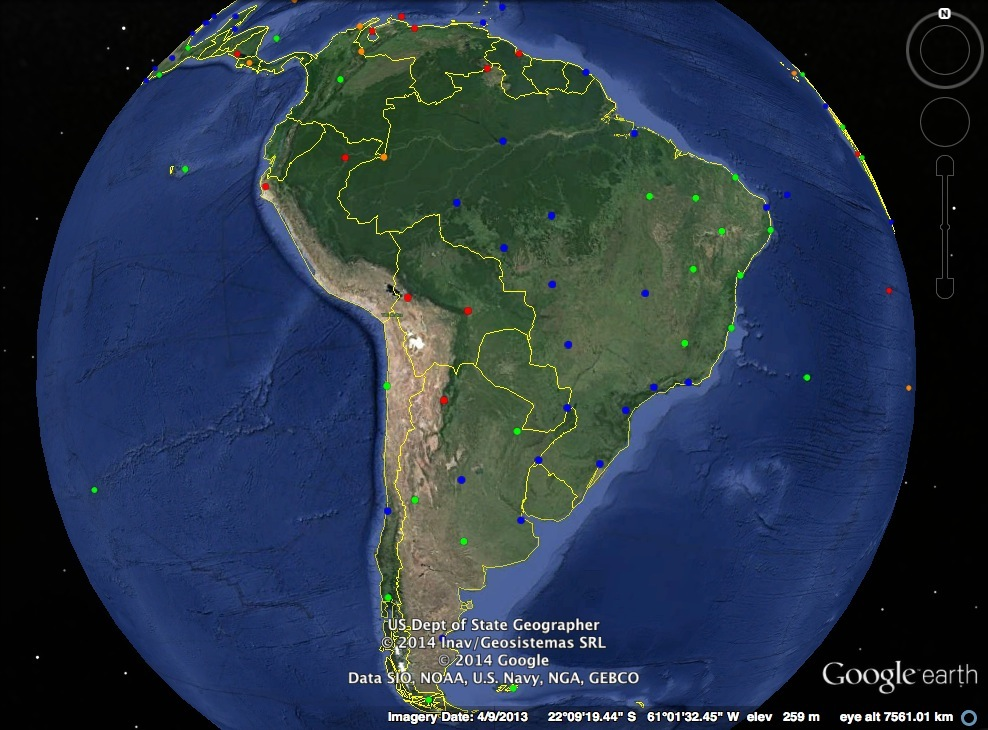 N
US Dept of State Geographer
© 2014 Inav/Geosistemas SRL
© 2014 Google
Data SIO, NOAA, U.S. Navy, NGA, GEBCO
Google earth
Imagery Date: 4/9/2013 22°09'19.44" S 61°01'32.45" W elev 259 m eye alt 7561.01 km